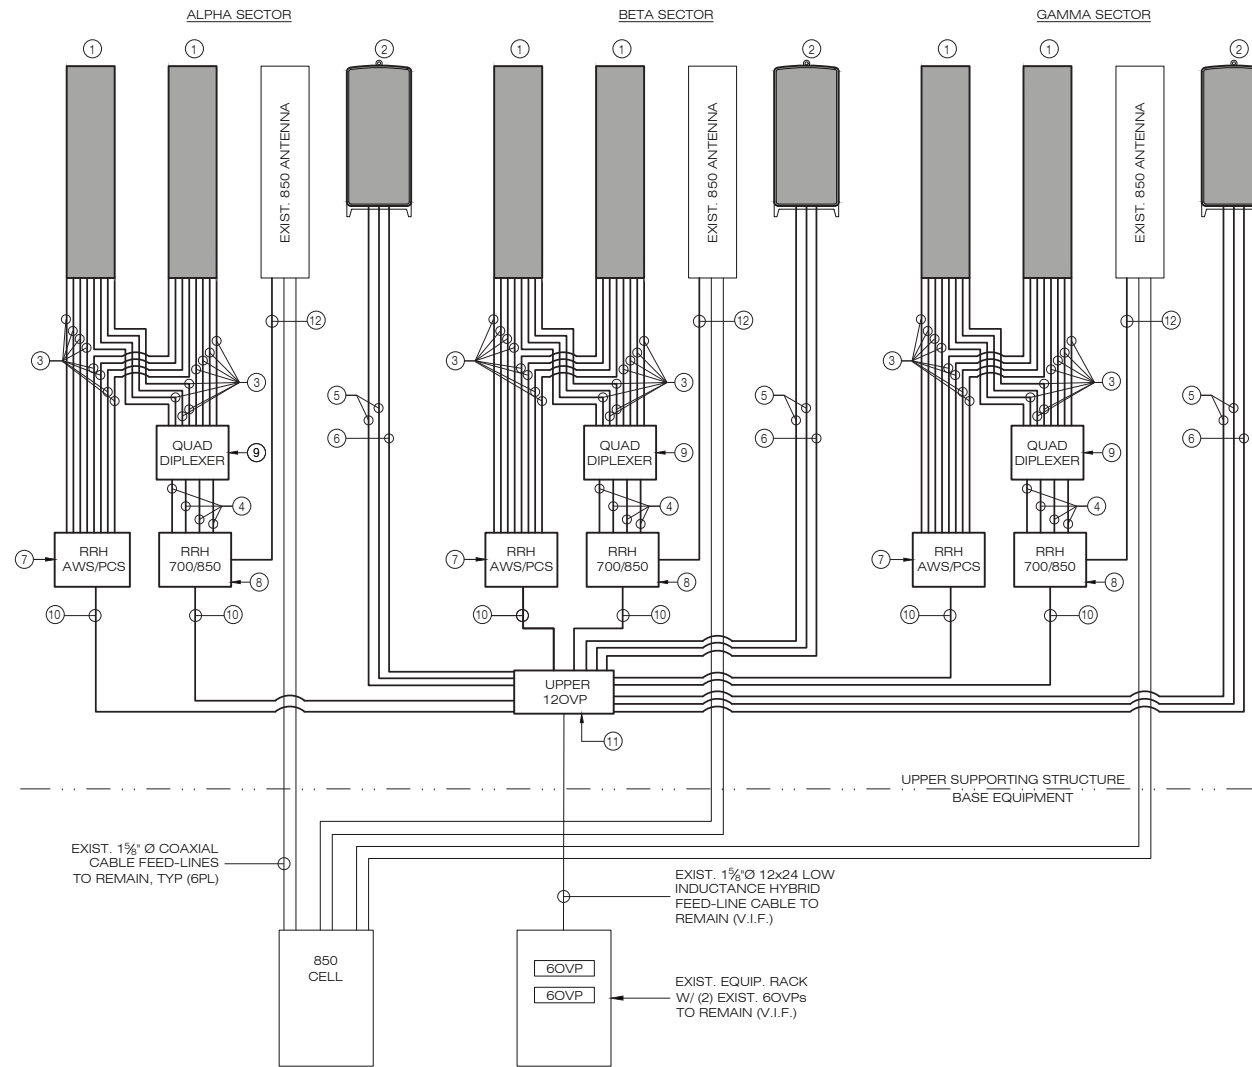 ALPHA SECTOR
BETA SECTOR
GAMMA SECTOR
1
1
2
1
1
2
1
1
2
EXIST. 850 ANTENNA
EXIST. 850 ANTENNA
EXIST. 850 ANTENNA
12
12
12
3
3
3
3
3
3
5
5
5
6
6
6
QUAD
DIPLEXER
9
QUAD
DIPLEXER
9
QUAD
DIPLEXER
9
4
4
4
7
RRH
AWS/PCS
RRH
700/850
8
7
RRH
AWS/PCS
RRH
700/850
8
7
RRH
AWS/PCS
RRH
700/850
8
10
10
10
10
10
10
UPPER
12OVP
11
UPPER SUPPORTING STRUCTURE
BASE EQUIPMENT
EXIST. 1⅝" Ø COAXIAL
CABLE FEED-LINES
TO REMAIN, TYP (6PL)
EXIST. 1⅝"Ø 12x24 LOW
INDUCTANCE HYBRID
FEED-LINE CABLE TO
REMAIN (V.I.F.)
850
CELL
6OVP
6OVP
EXIST. EQUIP. RACK
W/ (2) EXIST. 6OVPs
TO REMAIN (V.I.F.)